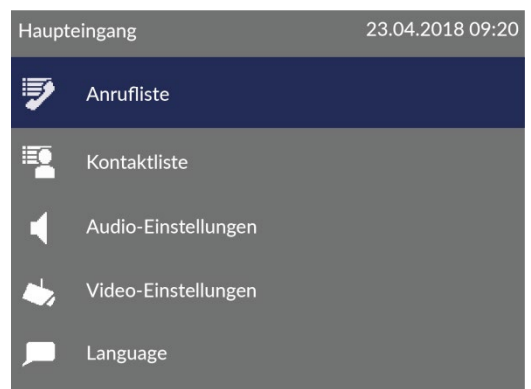 Haupteingang 23.04.2018 09:20
Anrufliste
Kontaktliste
Audio-Einstellungen
Video-Einstellungen
Language